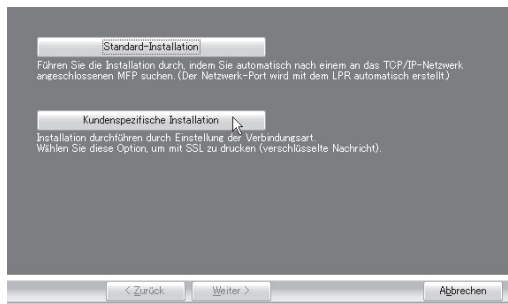 Standard-Installation
Führen Sie die Installation durch, indem Sie automatisch nach einem an das TCP/IP-Netzwerk
angeschlossenen MFP suchen. (Der Netzwerk-Port wird mit dem LPR automatisch erstellt.)
Kundenspezifische Installation
Installation durchführen durch Einstellung der Verbindungsart.
Wählen Sie diese Option, um mit SSL zu drucken (verschlüsselte Nachricht).
< Zurück Weiter > Abbrechen